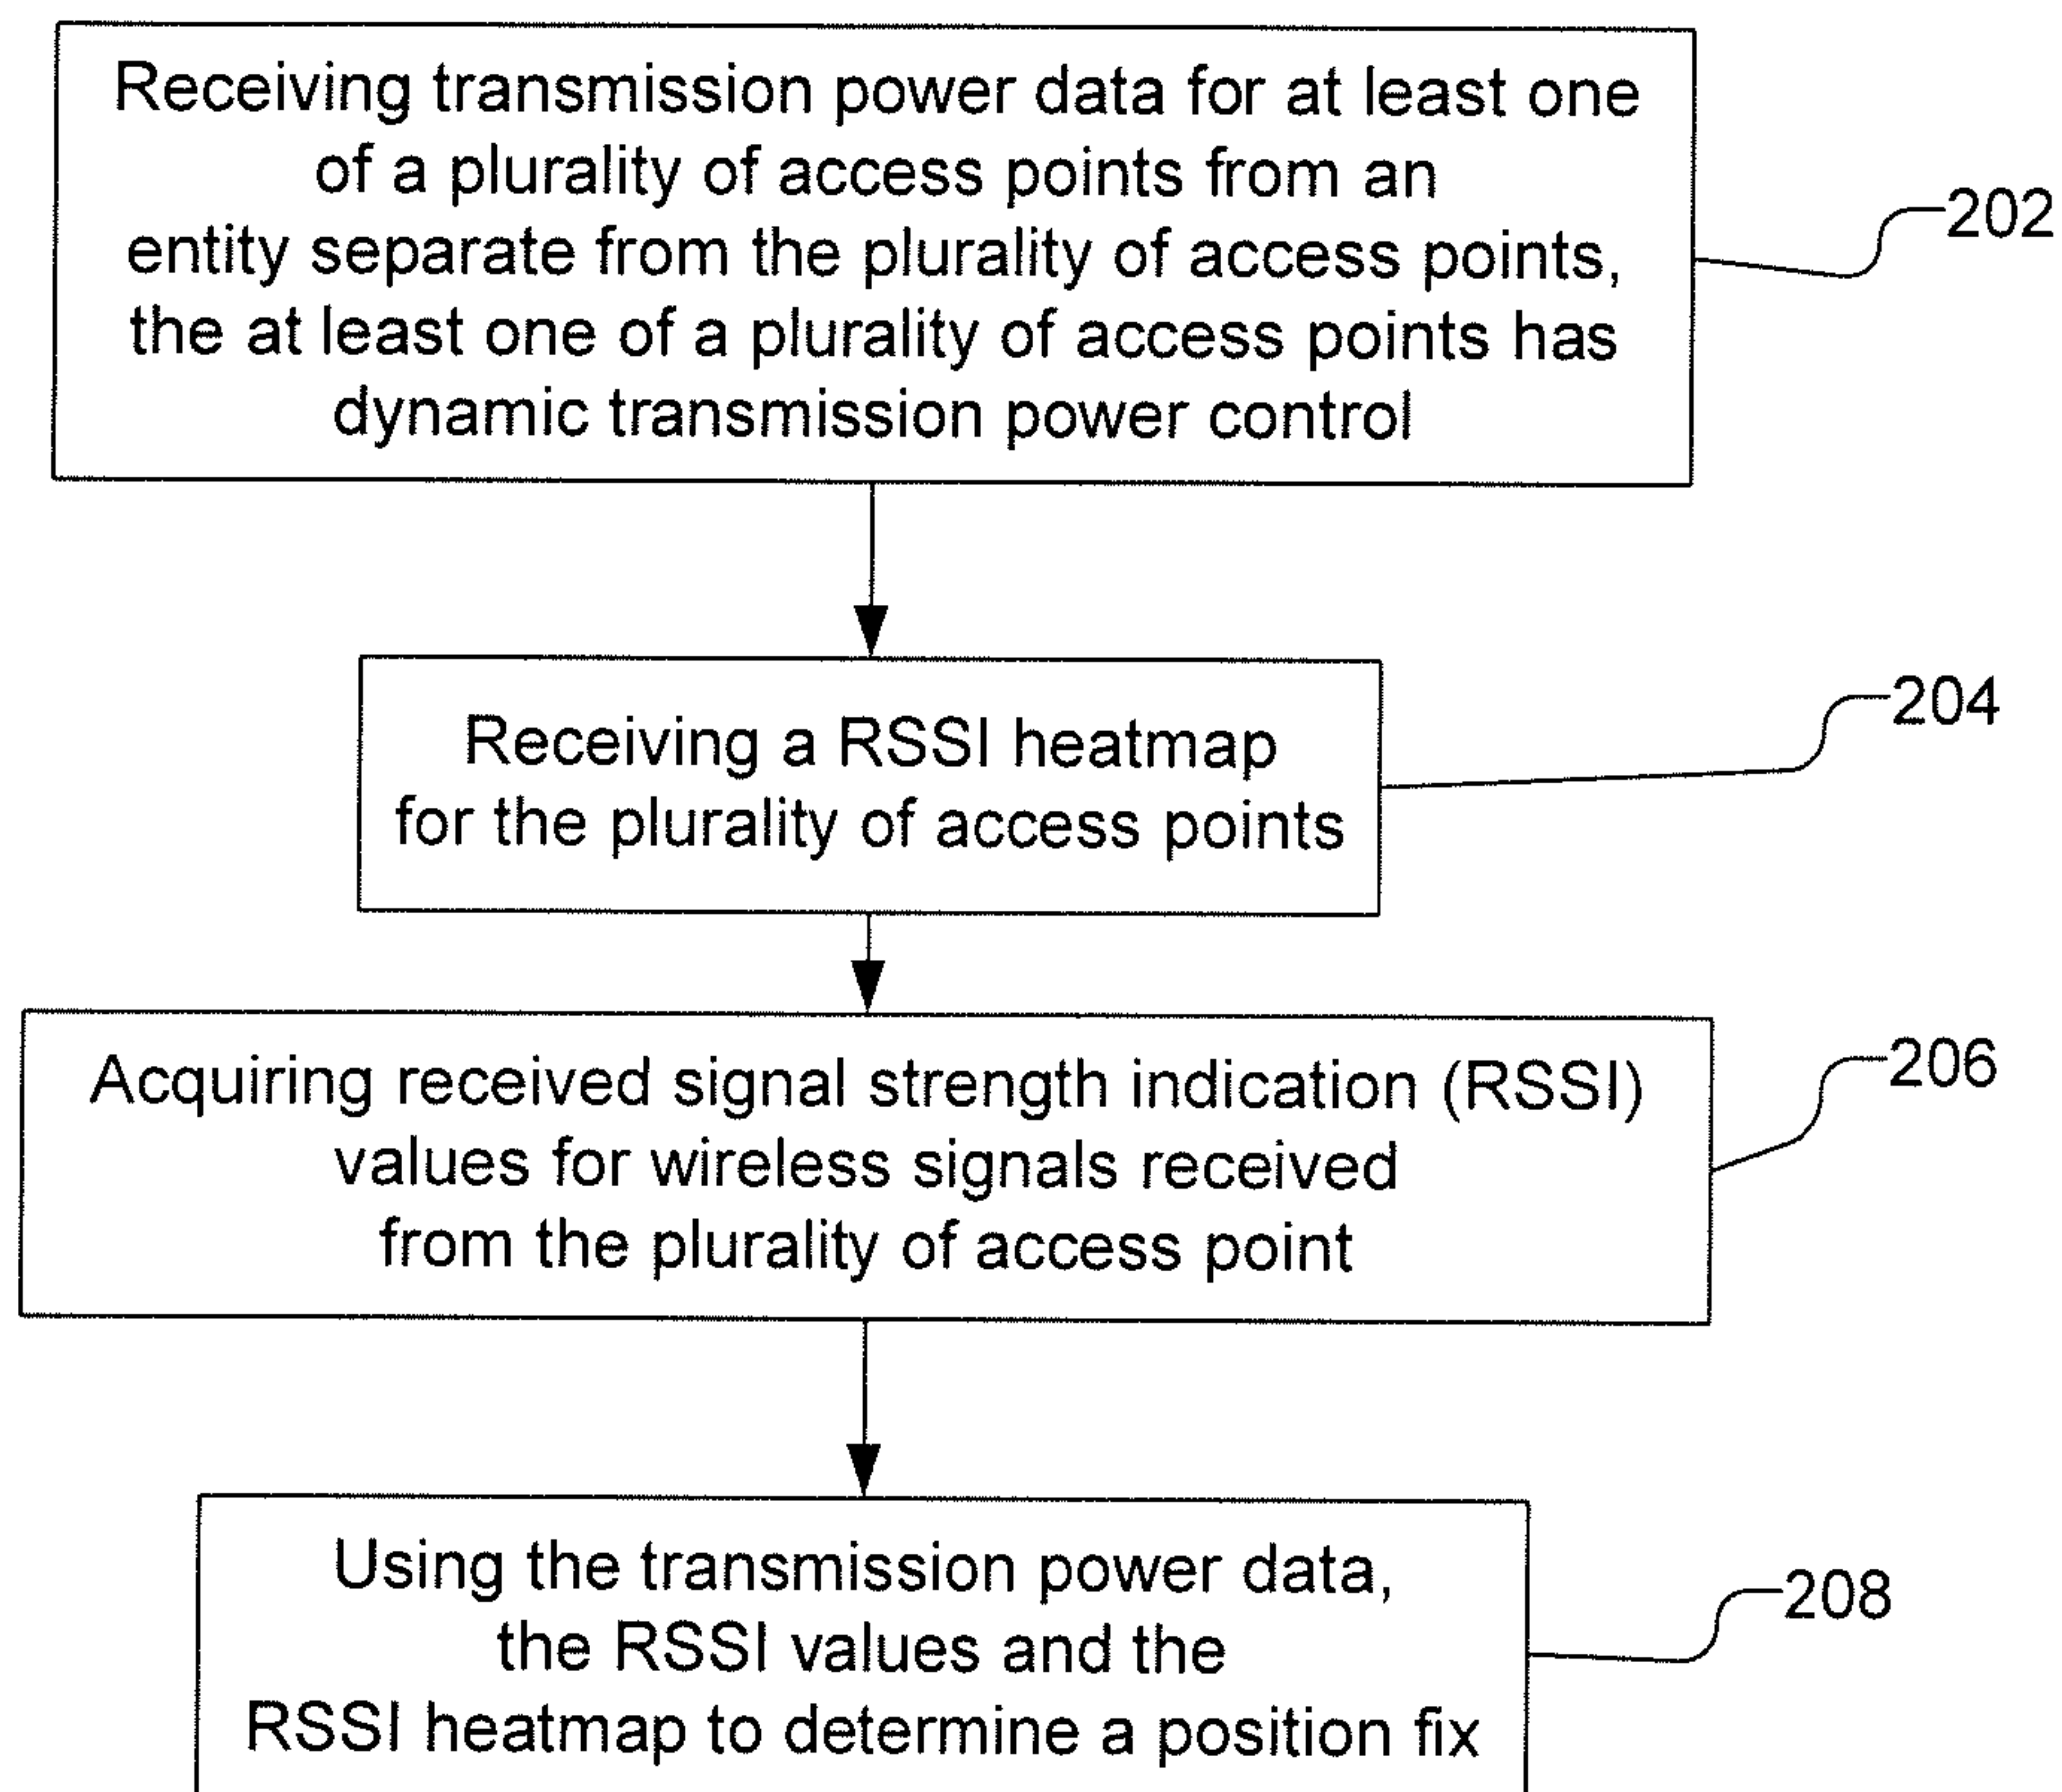 Receiving transmission power data for at least one
of a plurality of access points from an
entity separate from the plurality of access points,
the at least one of a plurality of access points has
dynamic transmission power control
202
Receiving a RSSI heatmap
for the plurality of access points
204
Acquiring received signal strength indication (RSSI)
values for wireless signals received
from the plurality of access point
206
Using the transmission power data,
the RSSI values and the
RSSI heatmap to determine a position fix
208